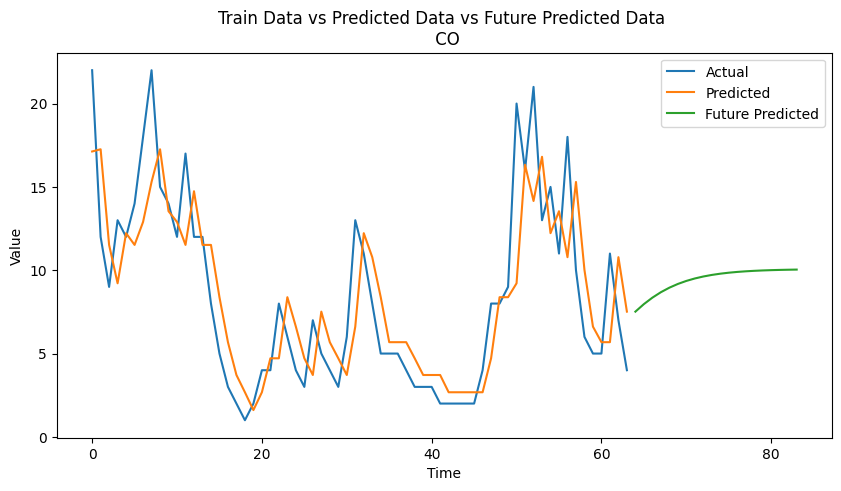 Train Data vs Predicted Data vs Future Predicted Data
CO
Actual
Predicted
Future Predicted
Value
20
15
10
5
0
0 20 40 60 80
Time